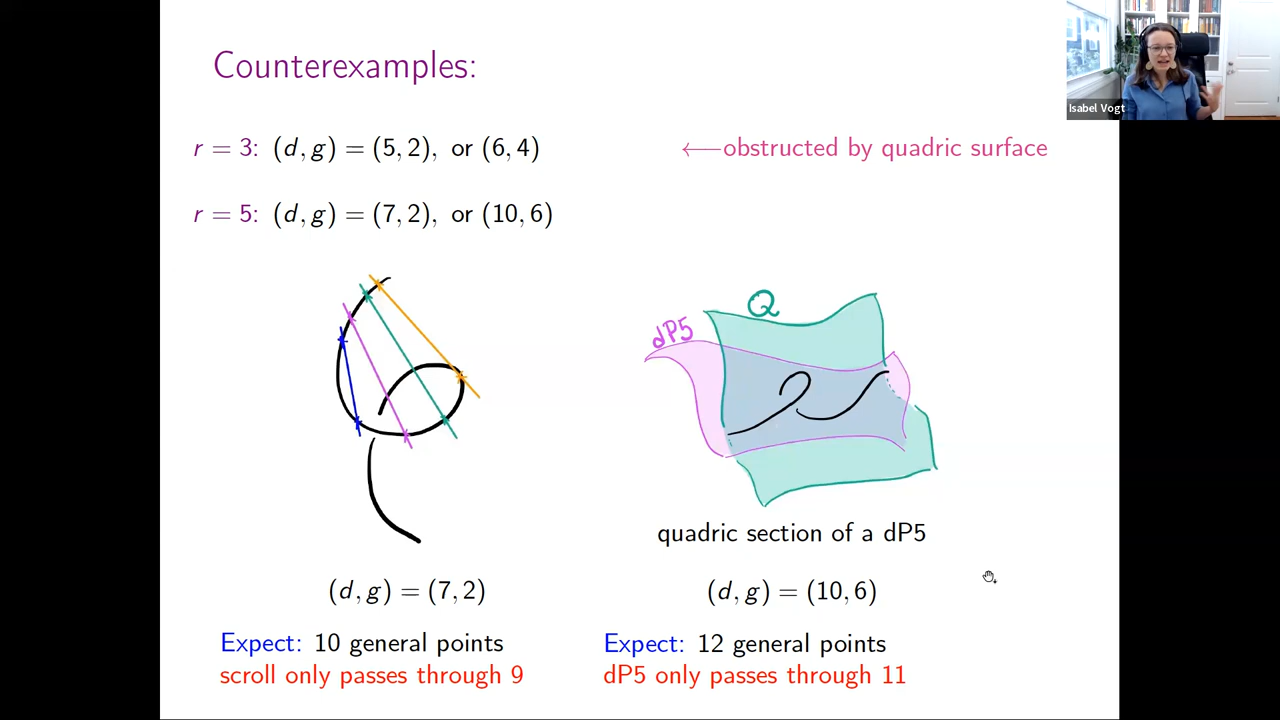 Counterexamples:
Isabel Vogt
r = 3: (d, g) = (5, 2), or (6, 4)
←obstructed by quadric surface
r = 5: (d, g) = (7, 2), or (10, 6)
Q
dP5
quadric section of a dP5
(d, g) = (7, 2)
(d, g) = (10, 6)
Expect: 10 general points
scroll only passes through 9
Expect: 12 general points
dP5 only passes through 11